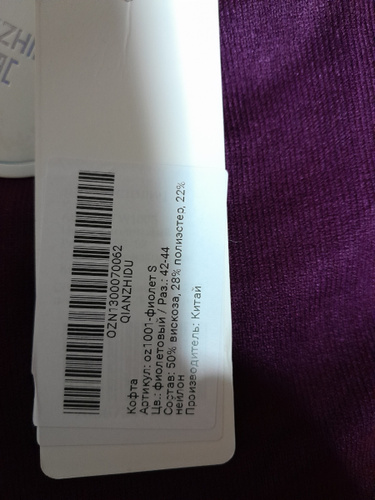 OZN1300070062
QIANZHIDU
Кофта
Артикул: oz1001-фиолет S
Цв.: фиолетовый / Раз.: 42-44
Состав: 50% вискоза, 28% полиэстер, 22%
нейлон
Производитель: Китай